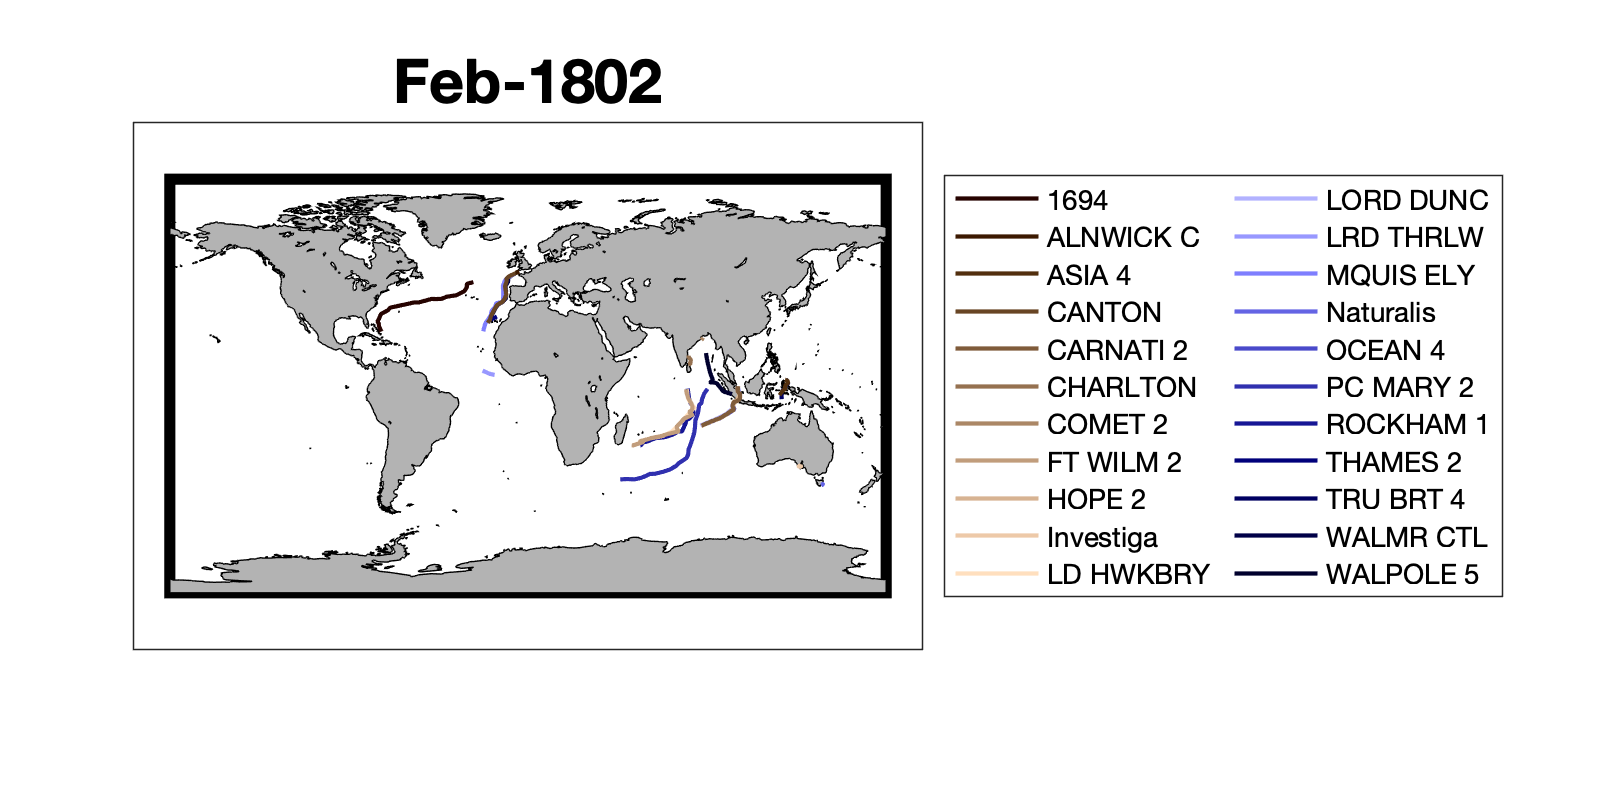 Feb-1802
1694
ALNWICK C
ASIA 4
CANTON
CARNATI 2
CHARLTON
COMET 2
FT WILM 2
HOPE 2
Investiga
LD HWKBRY
LORD DUNC
LRD THRLW
MQUIS ELY
Naturalis
OCEAN 4
PC MARY 2
ROCKHAM 1
THAMES 2
TRU BRT 4
WALMR CTL
WALPOLE 5